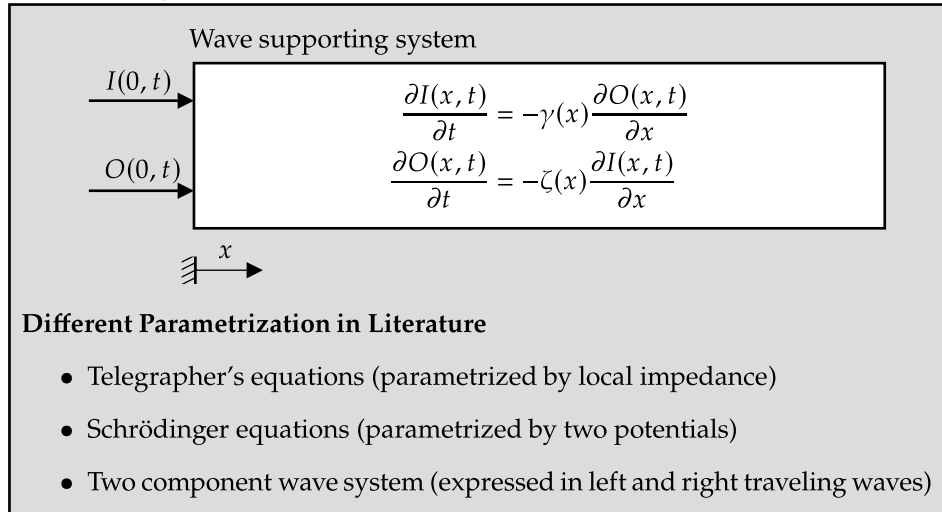 Wave supporting system
I(0, t)
∂I(x, t)/∂t = −γ(x) ∂O(x, t)/∂x
O(0, t)
∂O(x, t)/∂t = −ζ(x) ∂I(x, t)/∂x
x
Different Parametrization in Literature
• Telegrapher's equations (parametrized by local impedance)
• Schrödinger equations (parametrized by two potentials)
• Two component wave system (expressed in left and right traveling waves)